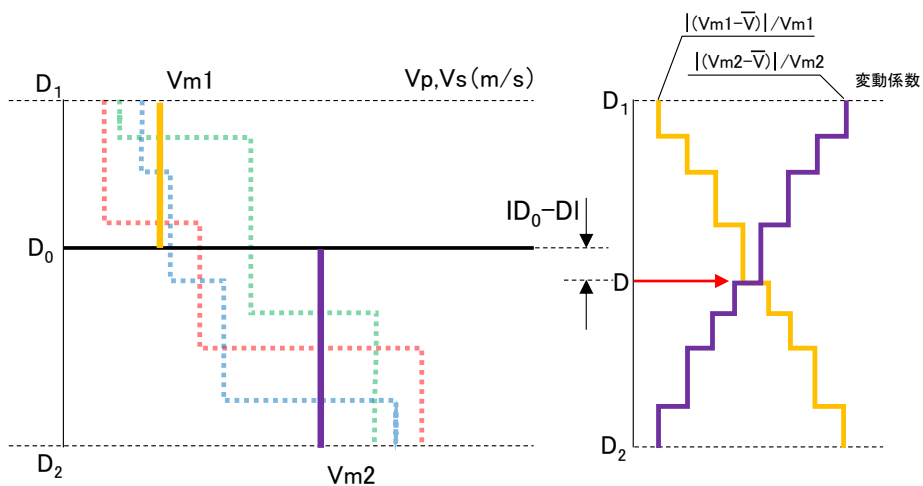 |(Vm1-V̅)|/Vm1
|(Vm2-V̅)|/Vm2
変動係数
D₁
Vm1
Vp,Vs(m/s)
D₁
|D₀-D|
D₀
D
D₂
Vm2
D₂